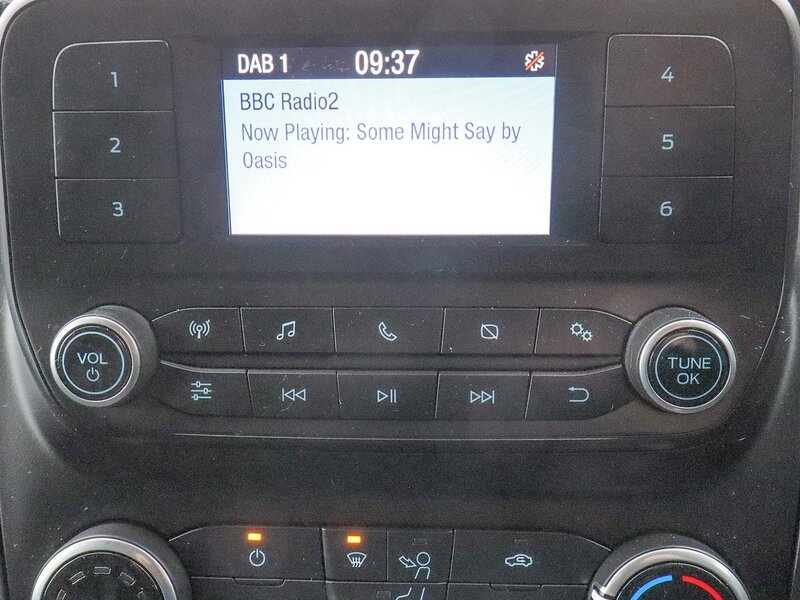 DAB 1 09:37
BBC Radio2
Now Playing: Some Might Say by
Oasis
1
2
3
4
5
6
VOL
TUNE
OK